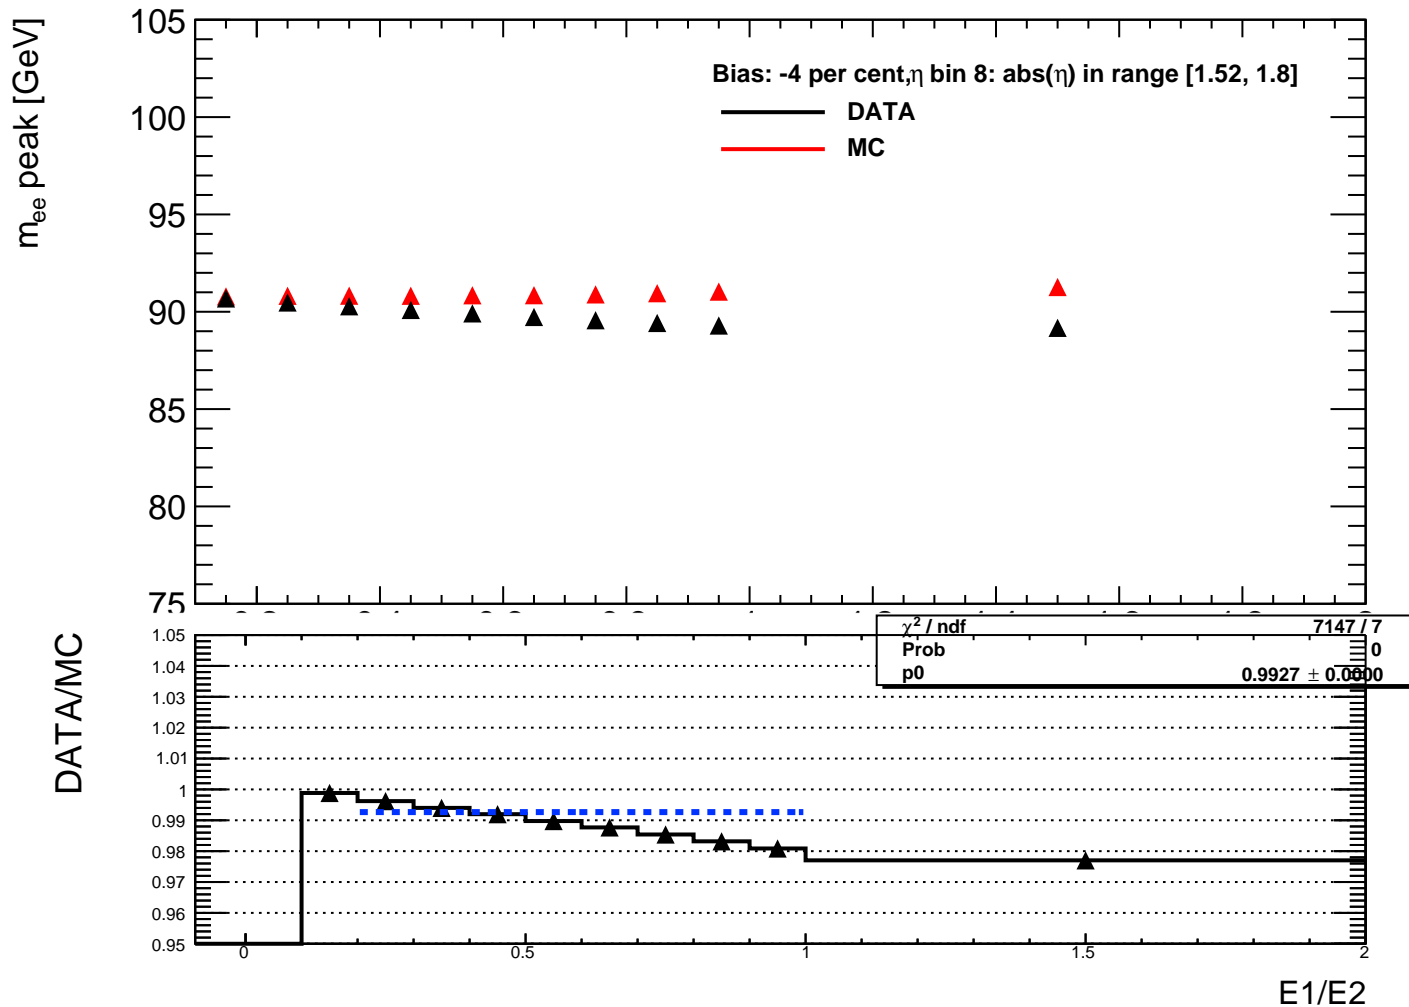 m_ee peak [GeV]
105
100
95
90
85
80
75
Bias: -4 per cent,η bin 8: abs(η) in range [1.52, 1.8]
DATA
MC
DATA/MC
1.05
1.04
1.03
1.02
1.01
1
0.99
0.98
0.97
0.96
0.95
χ² / ndf 7147 / 7
Prob 0
p0 0.9927 ± 0.0000
0 0.5 1 1.5 2
E1/E2